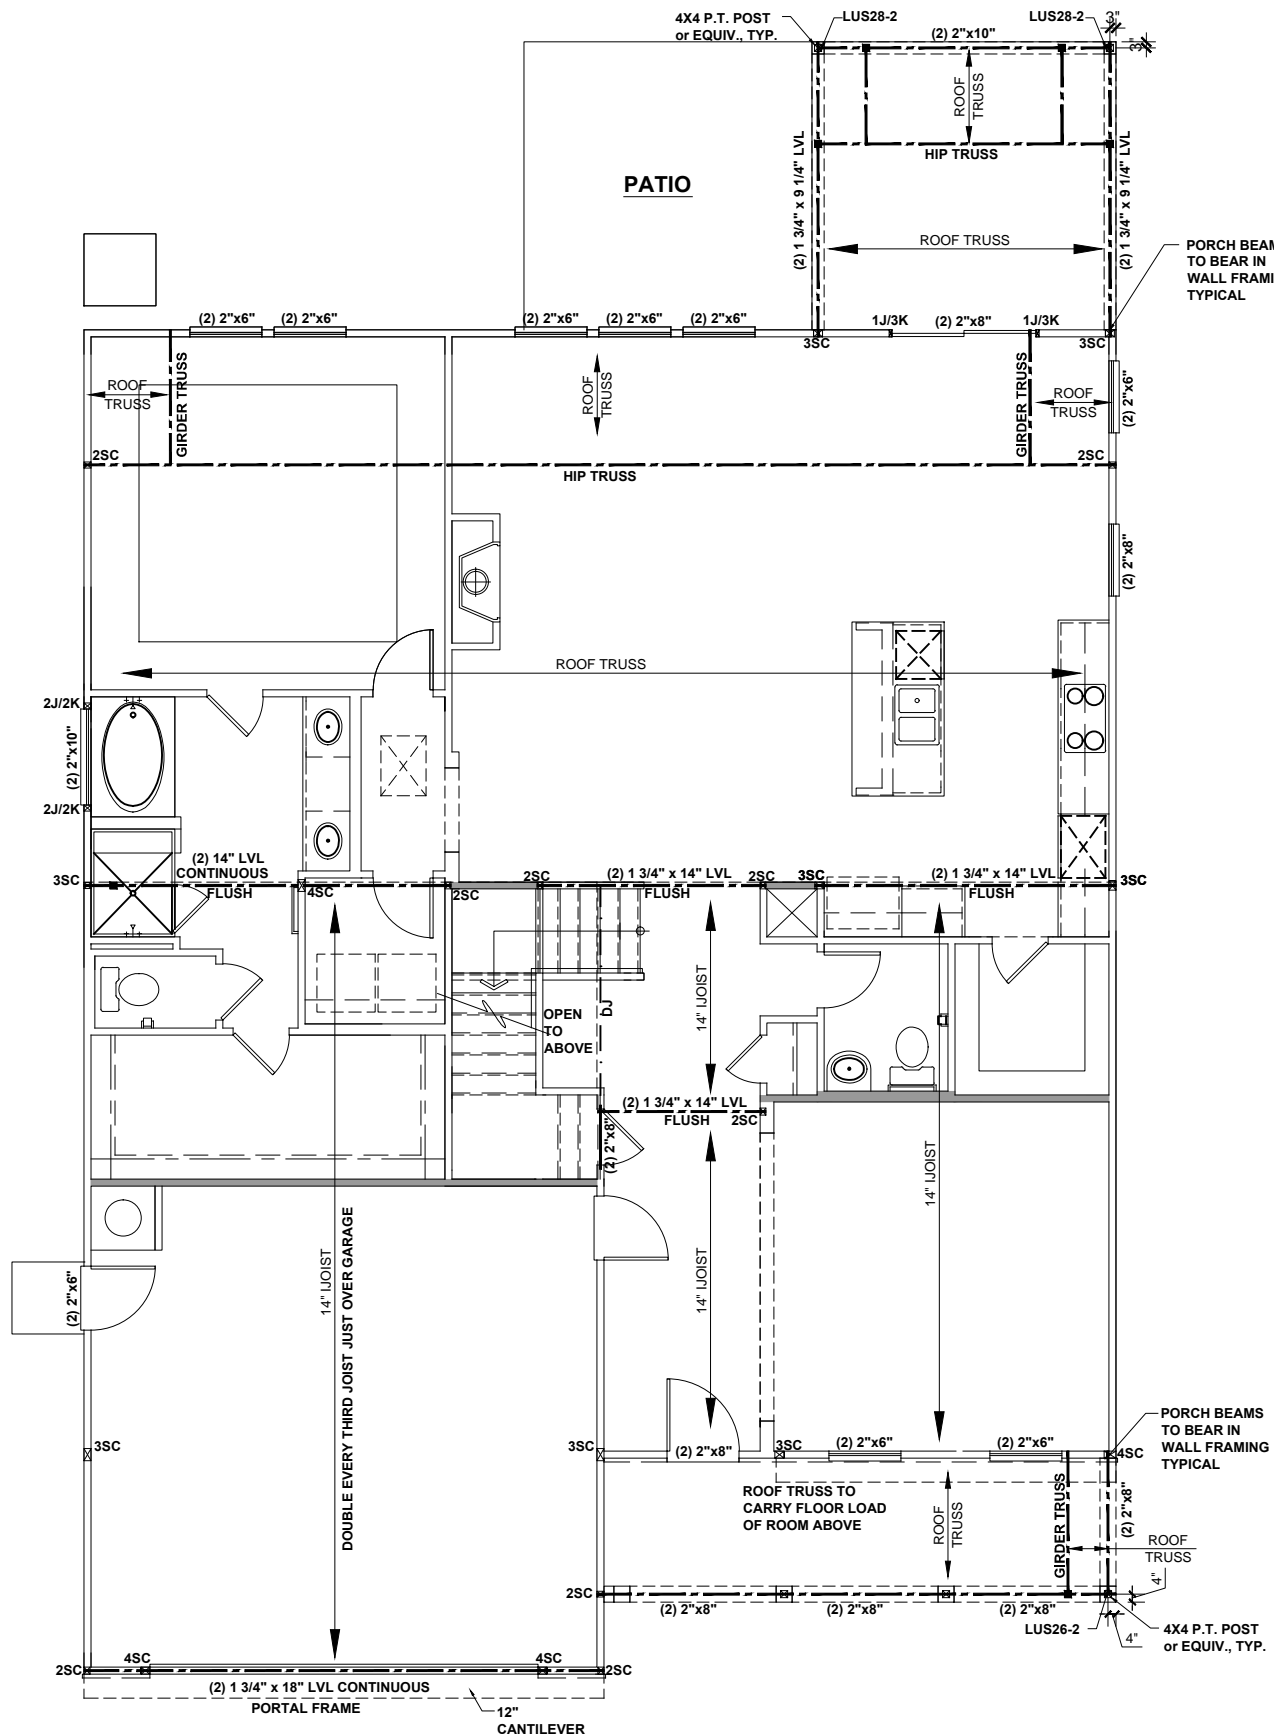 4X4 P.T. POST
or EQUIV., TYP.
LUS28-2
LUS28-2
3"
3"
(2) 2"x10"
ROOF
TRUSS
HIP TRUSS
(2) 1 3/4" x 9 1/4" LVL
(2) 1 3/4" x 9 1/4" LVL
PATIO
ROOF TRUSS
PORCH BEAM
TO BEAR IN
WALL FRAMI
TYPICAL
(2) 2"x6"
(2) 2"x6"
(2) 2"x6"
(2) 2"x6"
(2) 2"x6"
3SC
1J/3K
(2) 2"x8"
1J/3K
3SC
ROOF
TRUSS
GIRDER TRUSS
ROOF
TRUSS
GIRDER TRUSS
ROOF
TRUSS
(2) 2"x6"
2SC
2SC
HIP TRUSS
(2) 2"x8"
ROOF TRUSS
2J/2K
(2) 2"x10"
2J/2K
3SC
(2) 14" LVL
CONTINUOUS
FLUSH
4SC
2SC
2SC
(2) 1 3/4" x 14" LVL
FLUSH
2SC
3SC
(2) 1 3/4" x 14" LVL
FLUSH
3SC
14" IJOIST
DJ
OPEN
TO
ABOVE
(2) 1 3/4" x 14" LVL
FLUSH
2SC
(2) 2"x8"
14" IJOIST
14" IJOIST
14" IJOIST
DOUBLE EVERY THIRD JOIST JUST OVER GARAGE
(2) 2"x6"
3SC
3SC
(2) 2"x8"
3SC
(2) 2"x6"
(2) 2"x6"
4SC
PORCH BEAMS
TO BEAR IN
WALL FRAMING
TYPICAL
ROOF TRUSS TO
CARRY FLOOR LOAD
OF ROOM ABOVE
ROOF
TRUSS
GIRDER TRUSS
(2) 2"x8"
ROOF
TRUSS
4"
2SC
(2) 2"x8"
(2) 2"x8"
(2) 2"x8"
LUS26-2
4"
4X4 P.T. POST
or EQUIV., TYP.
2SC
4SC
4SC
2SC
(2) 1 3/4" x 18" LVL CONTINUOUS
PORTAL FRAME
12"
CANTILEVER